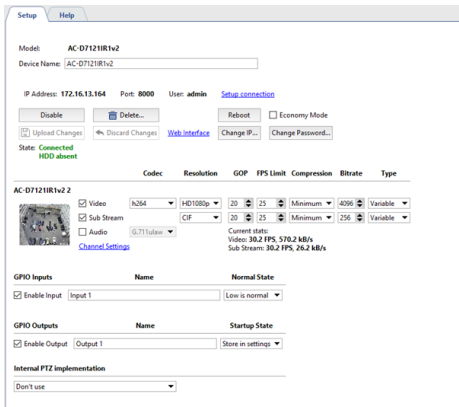 Setup Help
Model: AC-D7121IR1v2
Device Name: AC-D7121IR1v2
IP Address: 172.16.13.164 Port: 8000 User: admin Setup connection
Disable Delete... Reboot Economy Mode
Upload Changes Discard Changes Web Interface Change IP... Change Password...
State: Connected
HDD absent
Codec Resolution GOP FPS Limit Compression Bitrate Type
AC-D7121IR1v2 2
Video h264 HD1080p 20 25 Minimum 4096 Variable
Sub Stream CIF 20 25 Minimum 256 Variable
Audio G.711ulaw Current stats:
Video: 30.2 FPS, 570.2 kB/s
Channel Settings Sub Stream: 30.2 FPS, 26.2 kB/s
GPIO Inputs Name Normal State
Enable Input Input 1 Low is normal
GPIO Outputs Name Startup State
Enable Output Output 1 Store in settings
Internal PTZ implementation
Don't use